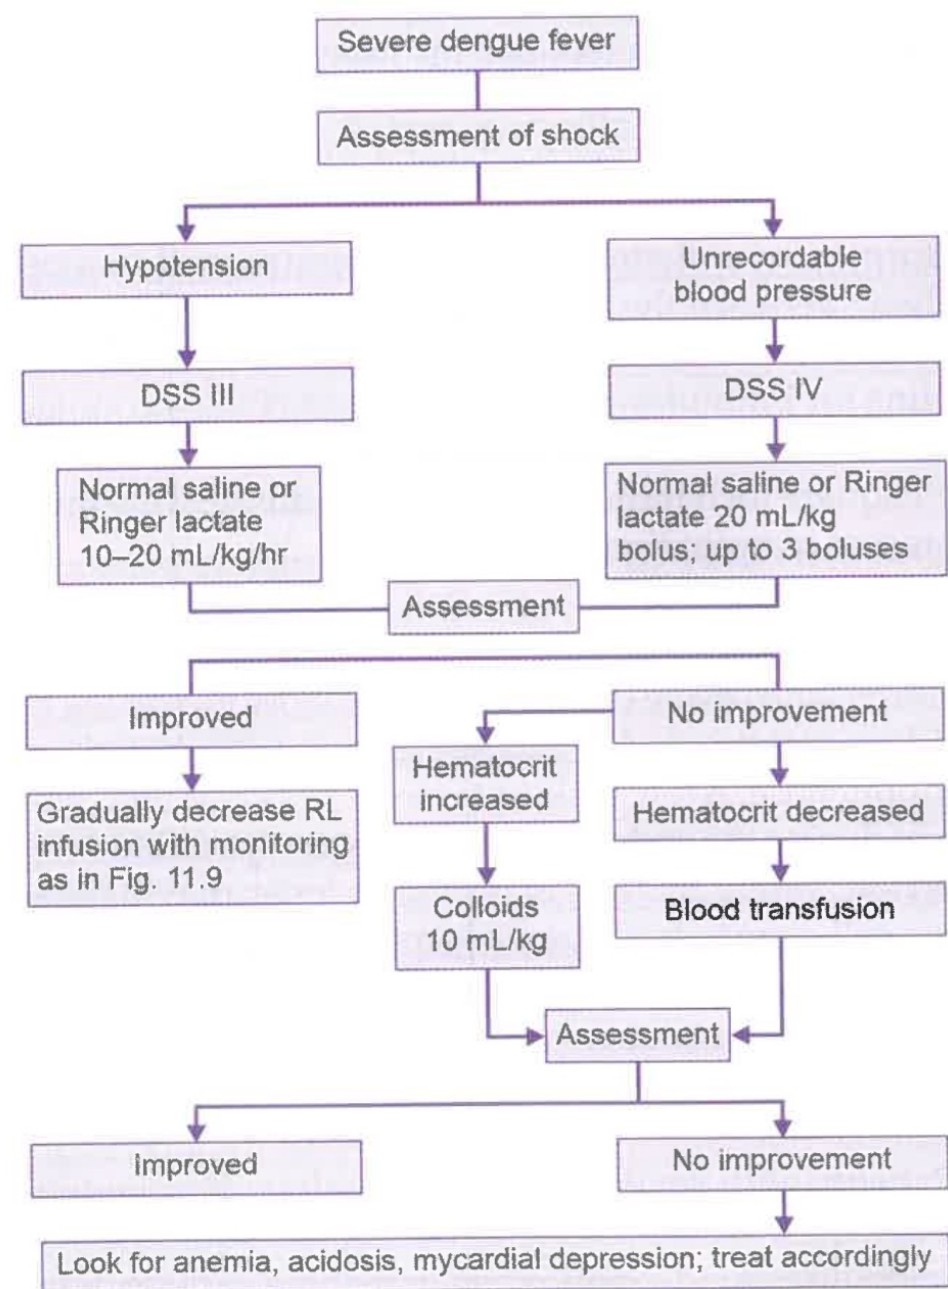 Severe dengue fever
Assessment of shock
Hypotension
Unrecordable
blood pressure
DSS III
DSS IV
Normal saline or
Ringer lactate
10–20 mL/kg/hr
Normal saline or Ringer
lactate 20 mL/kg
bolus; up to 3 boluses
Assessment
Improved
No improvement
Gradually decrease RL
infusion with monitoring
as in Fig. 11.9
Hematocrit
increased
Hematocrit decreased
Colloids
10 mL/kg
Blood transfusion
Assessment
Improved
No improvement
Look for anemia, acidosis, mycardial depression; treat accordingly